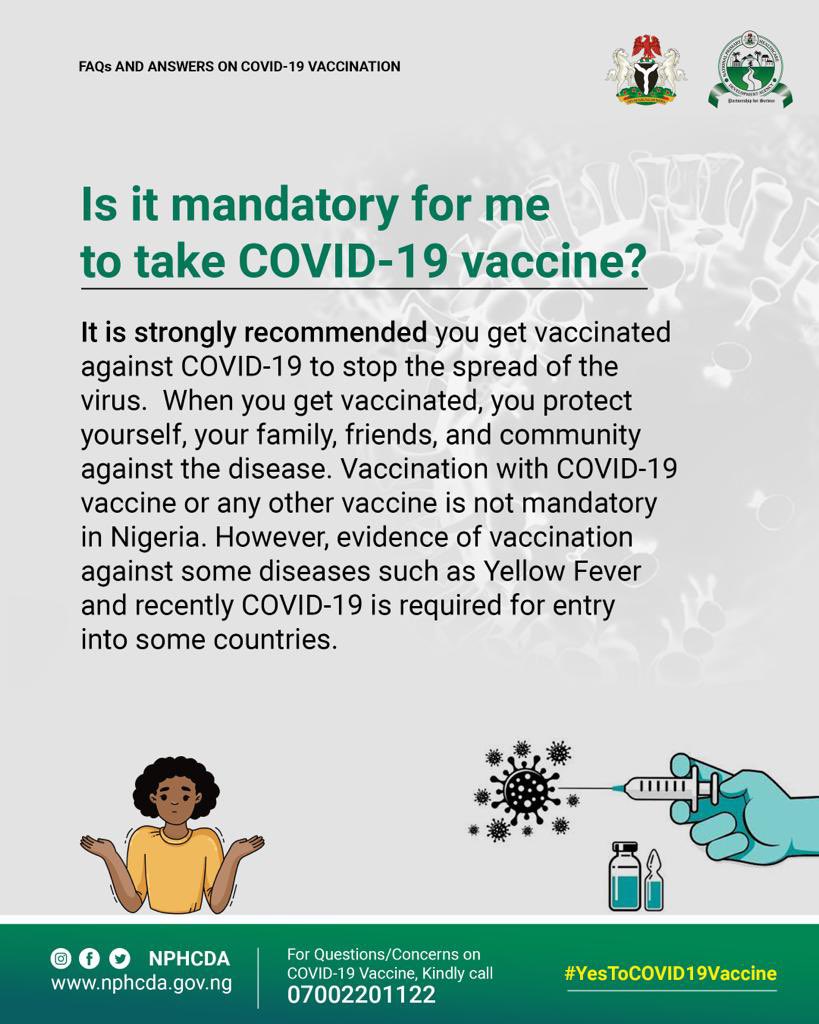 FAQs AND ANSWERS ON COVID-19 VACCINATION
Is it mandatory for me
to take COVID-19 vaccine?
It is strongly recommended you get vaccinated
against COVID-19 to stop the spread of the
virus.  When you get vaccinated, you protect
yourself, your family, friends, and community
against the disease. Vaccination with COVID-19
vaccine or any other vaccine is not mandatory
in Nigeria. However, evidence of vaccination
against some diseases such as Yellow Fever
and recently COVID-19 is required for entry
into some countries.
NPHCDA
www.nphcda.gov.ng
For Questions/Concerns on
COVID-19 Vaccine, Kindly call
07002201122
#YesToCOVID19Vaccine
Partnership for Service